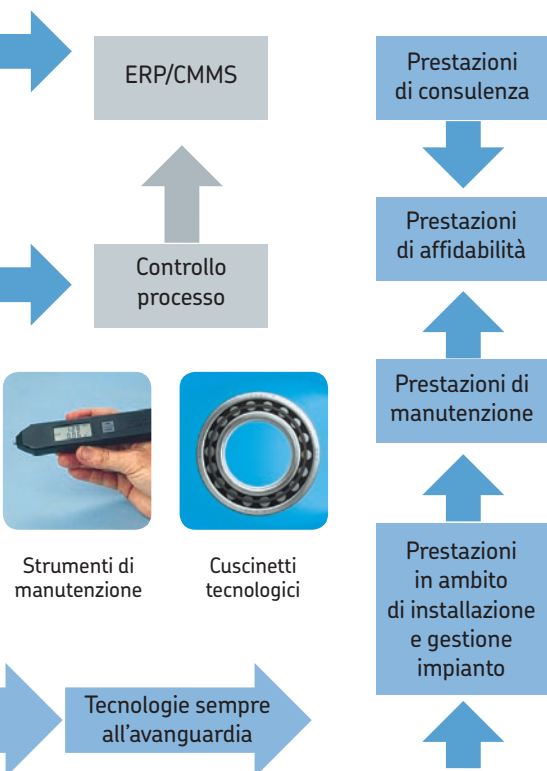 ERP/CMMS
Controllo
processo
Strumenti di
manutenzione
Cuscinetti
tecnologici
Tecnologie sempre
all’avanguardia
Prestazioni
di consulenza
Prestazioni
di affidabilità
Prestazioni di
manutenzione
Prestazioni
in ambito
di installazione
e gestione
impianto